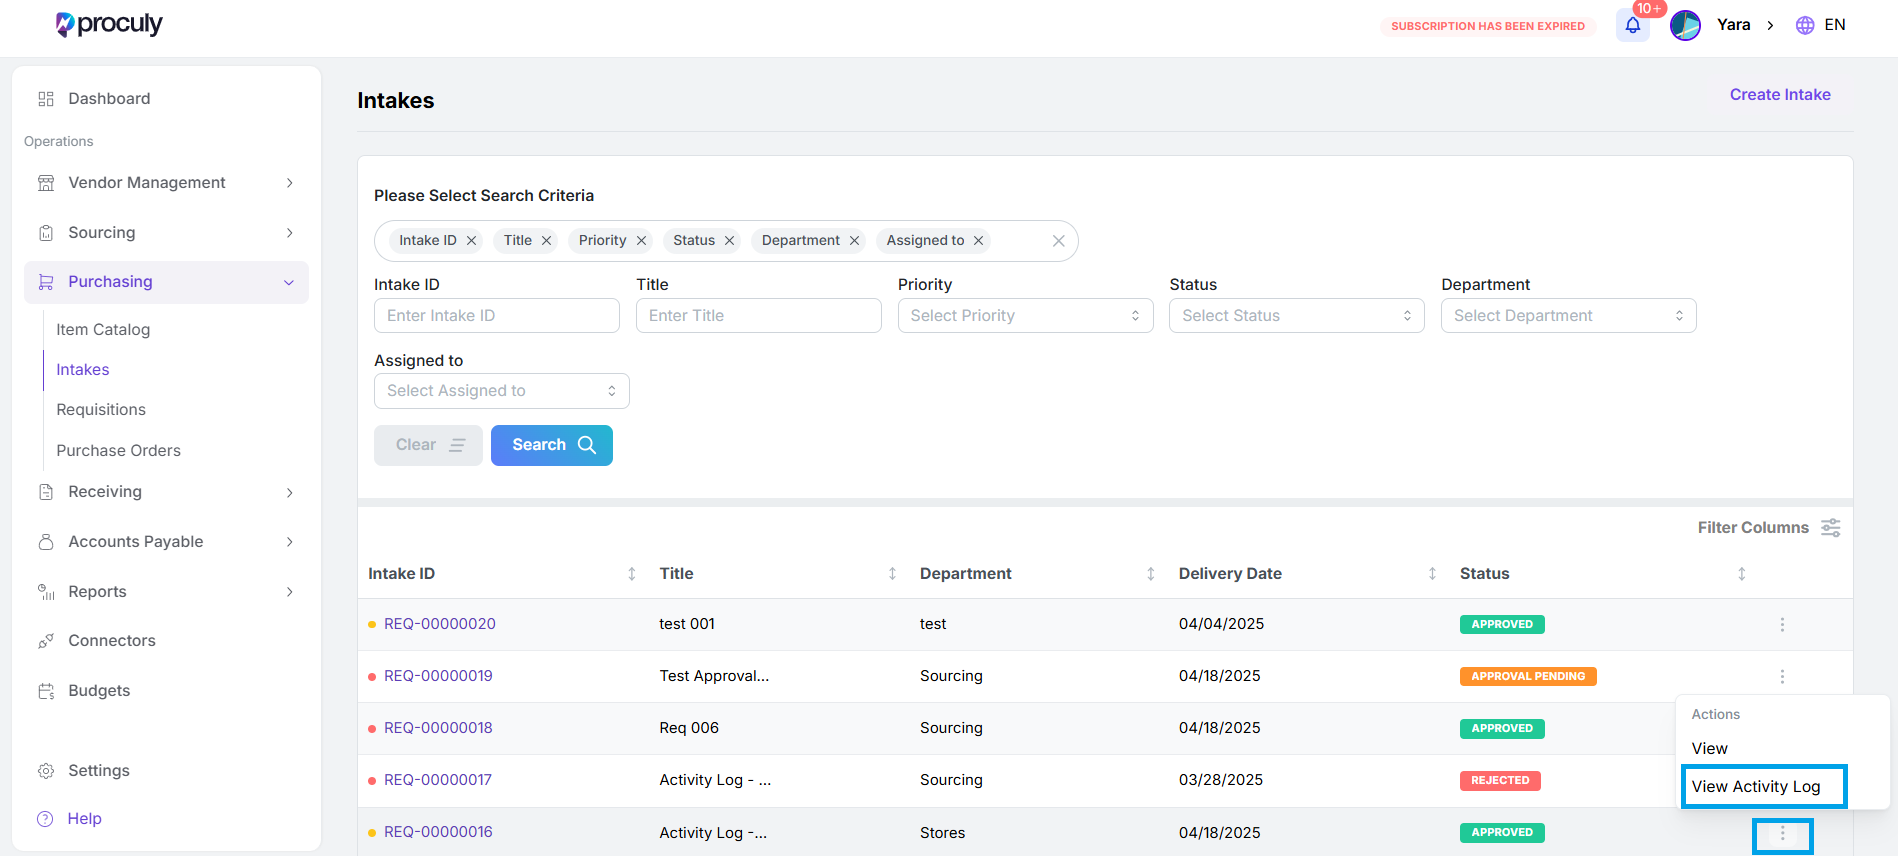 proculy
SUBSCRIPTION HAS BEEN EXPIRED
10+
Yara
EN
Dashboard
Operations
Vendor Management
Sourcing
Purchasing
Item Catalog
Intakes
Requisitions
Purchase Orders
Receiving
Accounts Payable
Reports
Connectors
Budgets
Settings
Help
Intakes
Create Intake
Please Select Search Criteria
Intake ID Title Priority Status Department Assigned to
Intake ID Title Priority Status Department
Enter Intake ID Enter Title Select Priority Select Status Select Department
Assigned to
Select Assigned to
Clear Search
Filter Columns
Intake ID Title Department Delivery Date Status
REQ-00000020 test 001 test 04/04/2025 APPROVED
REQ-00000019 Test Approval... Sourcing 04/18/2025 APPROVAL PENDING
REQ-00000018 Req 006 Sourcing 04/18/2025 APPROVED
REQ-00000017 Activity Log - ... Sourcing 03/28/2025 REJECTED
REQ-00000016 Activity Log -... Stores 04/18/2025 APPROVED
Actions
View
View Activity Log